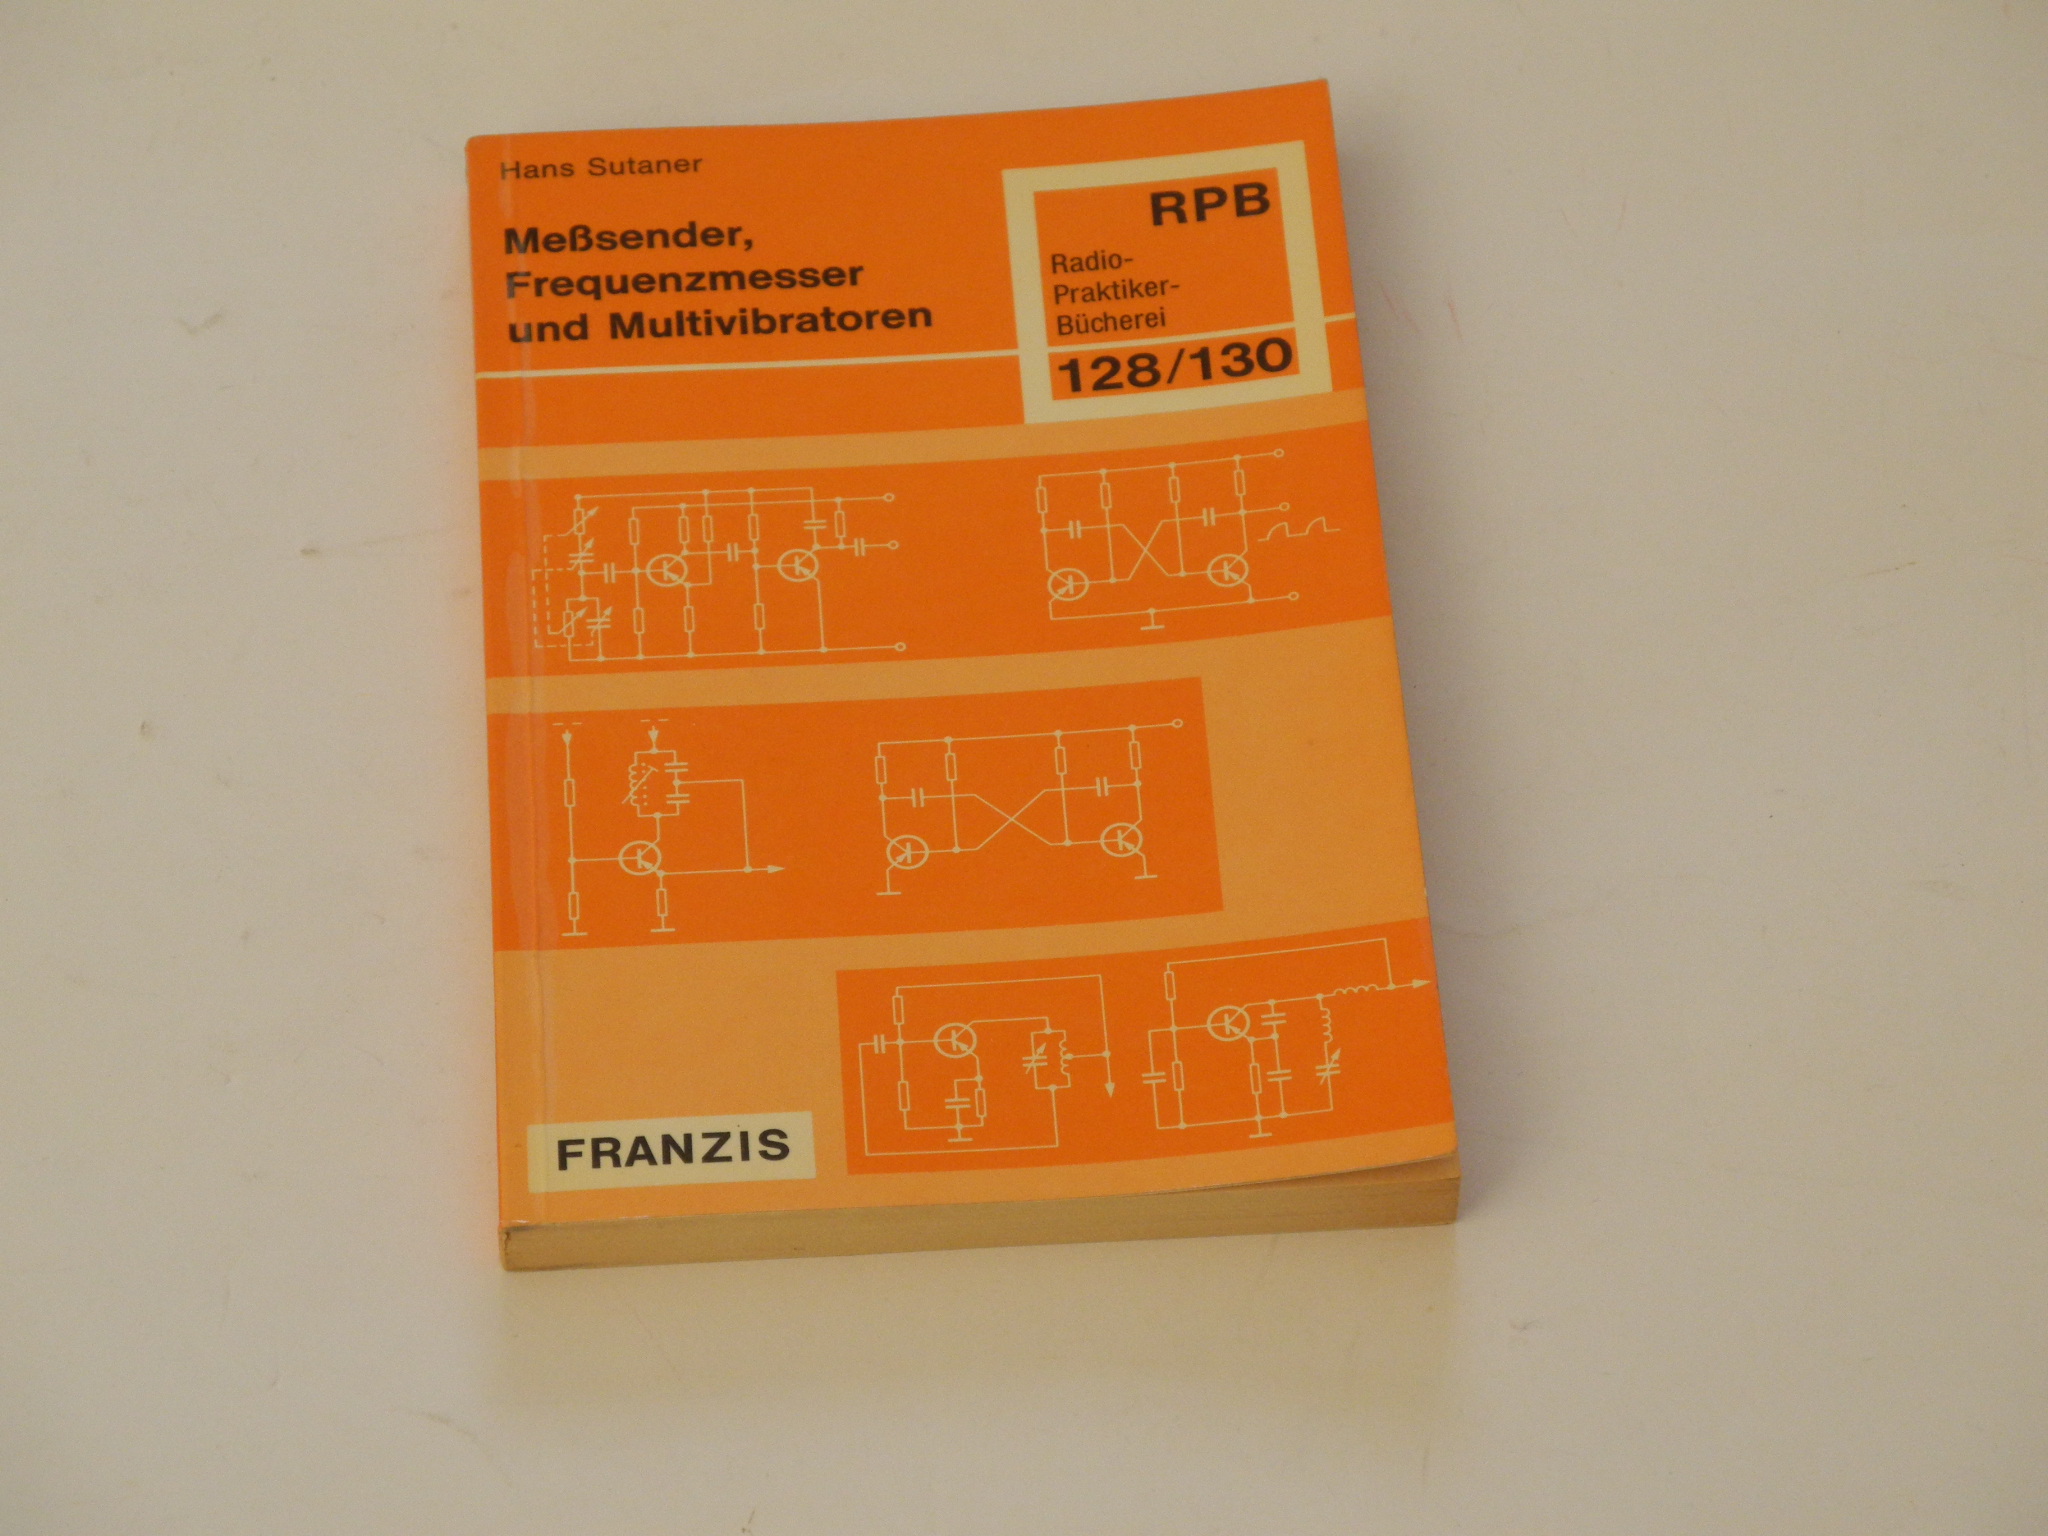 Hans Sutaner
Meßsender,
Frequenzmesser
und Multivibratoren
RPB
Radio-
Praktiker-
Bücherei
128/130
FRANZIS